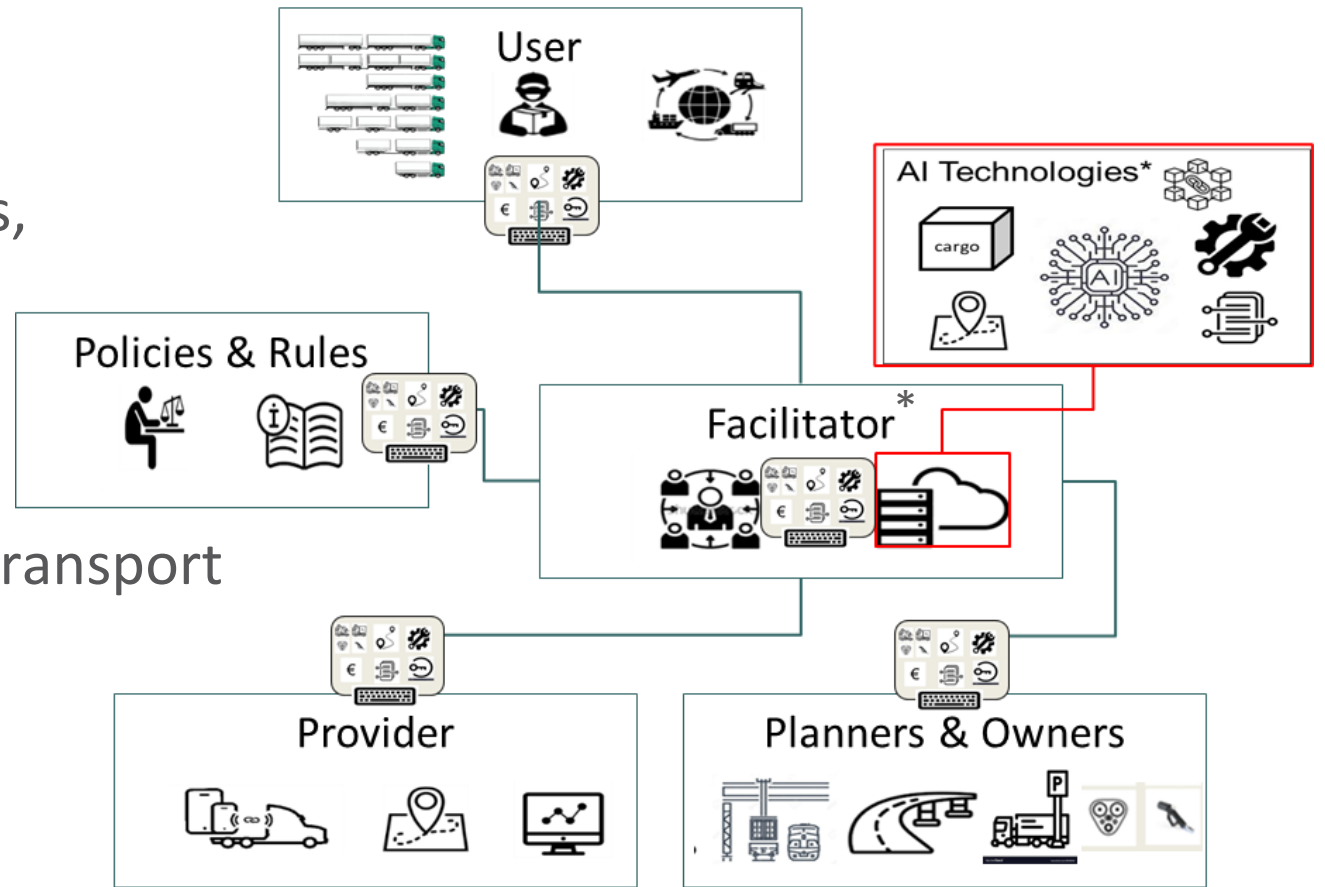 User
AI Technologies*
s,
cargo
AI
€
Policies & Rules
€
i
Facilitator*
€
ransport
€
€
Provider
Planners & Owners
P